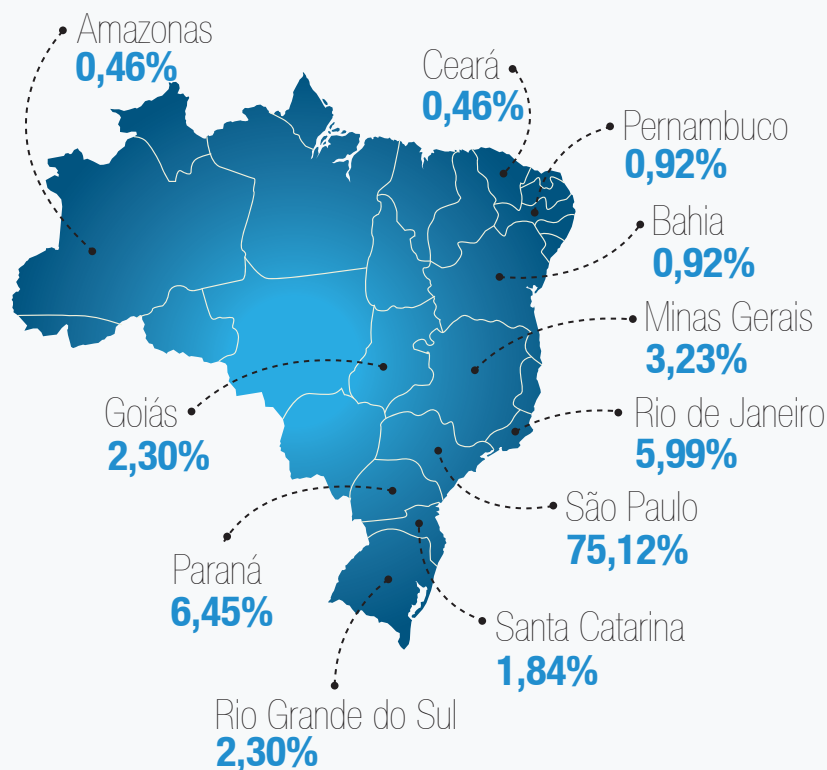 Amazonas
0,46%
Ceará
0,46%
Pernambuco
0,92%
Bahia
0,92%
Minas Gerais
3,23%
Goiás
2,30%
Rio de Janeiro
5,99%
São Paulo
75,12%
Paraná
6,45%
Santa Catarina
1,84%
Rio Grande do Sul
2,30%